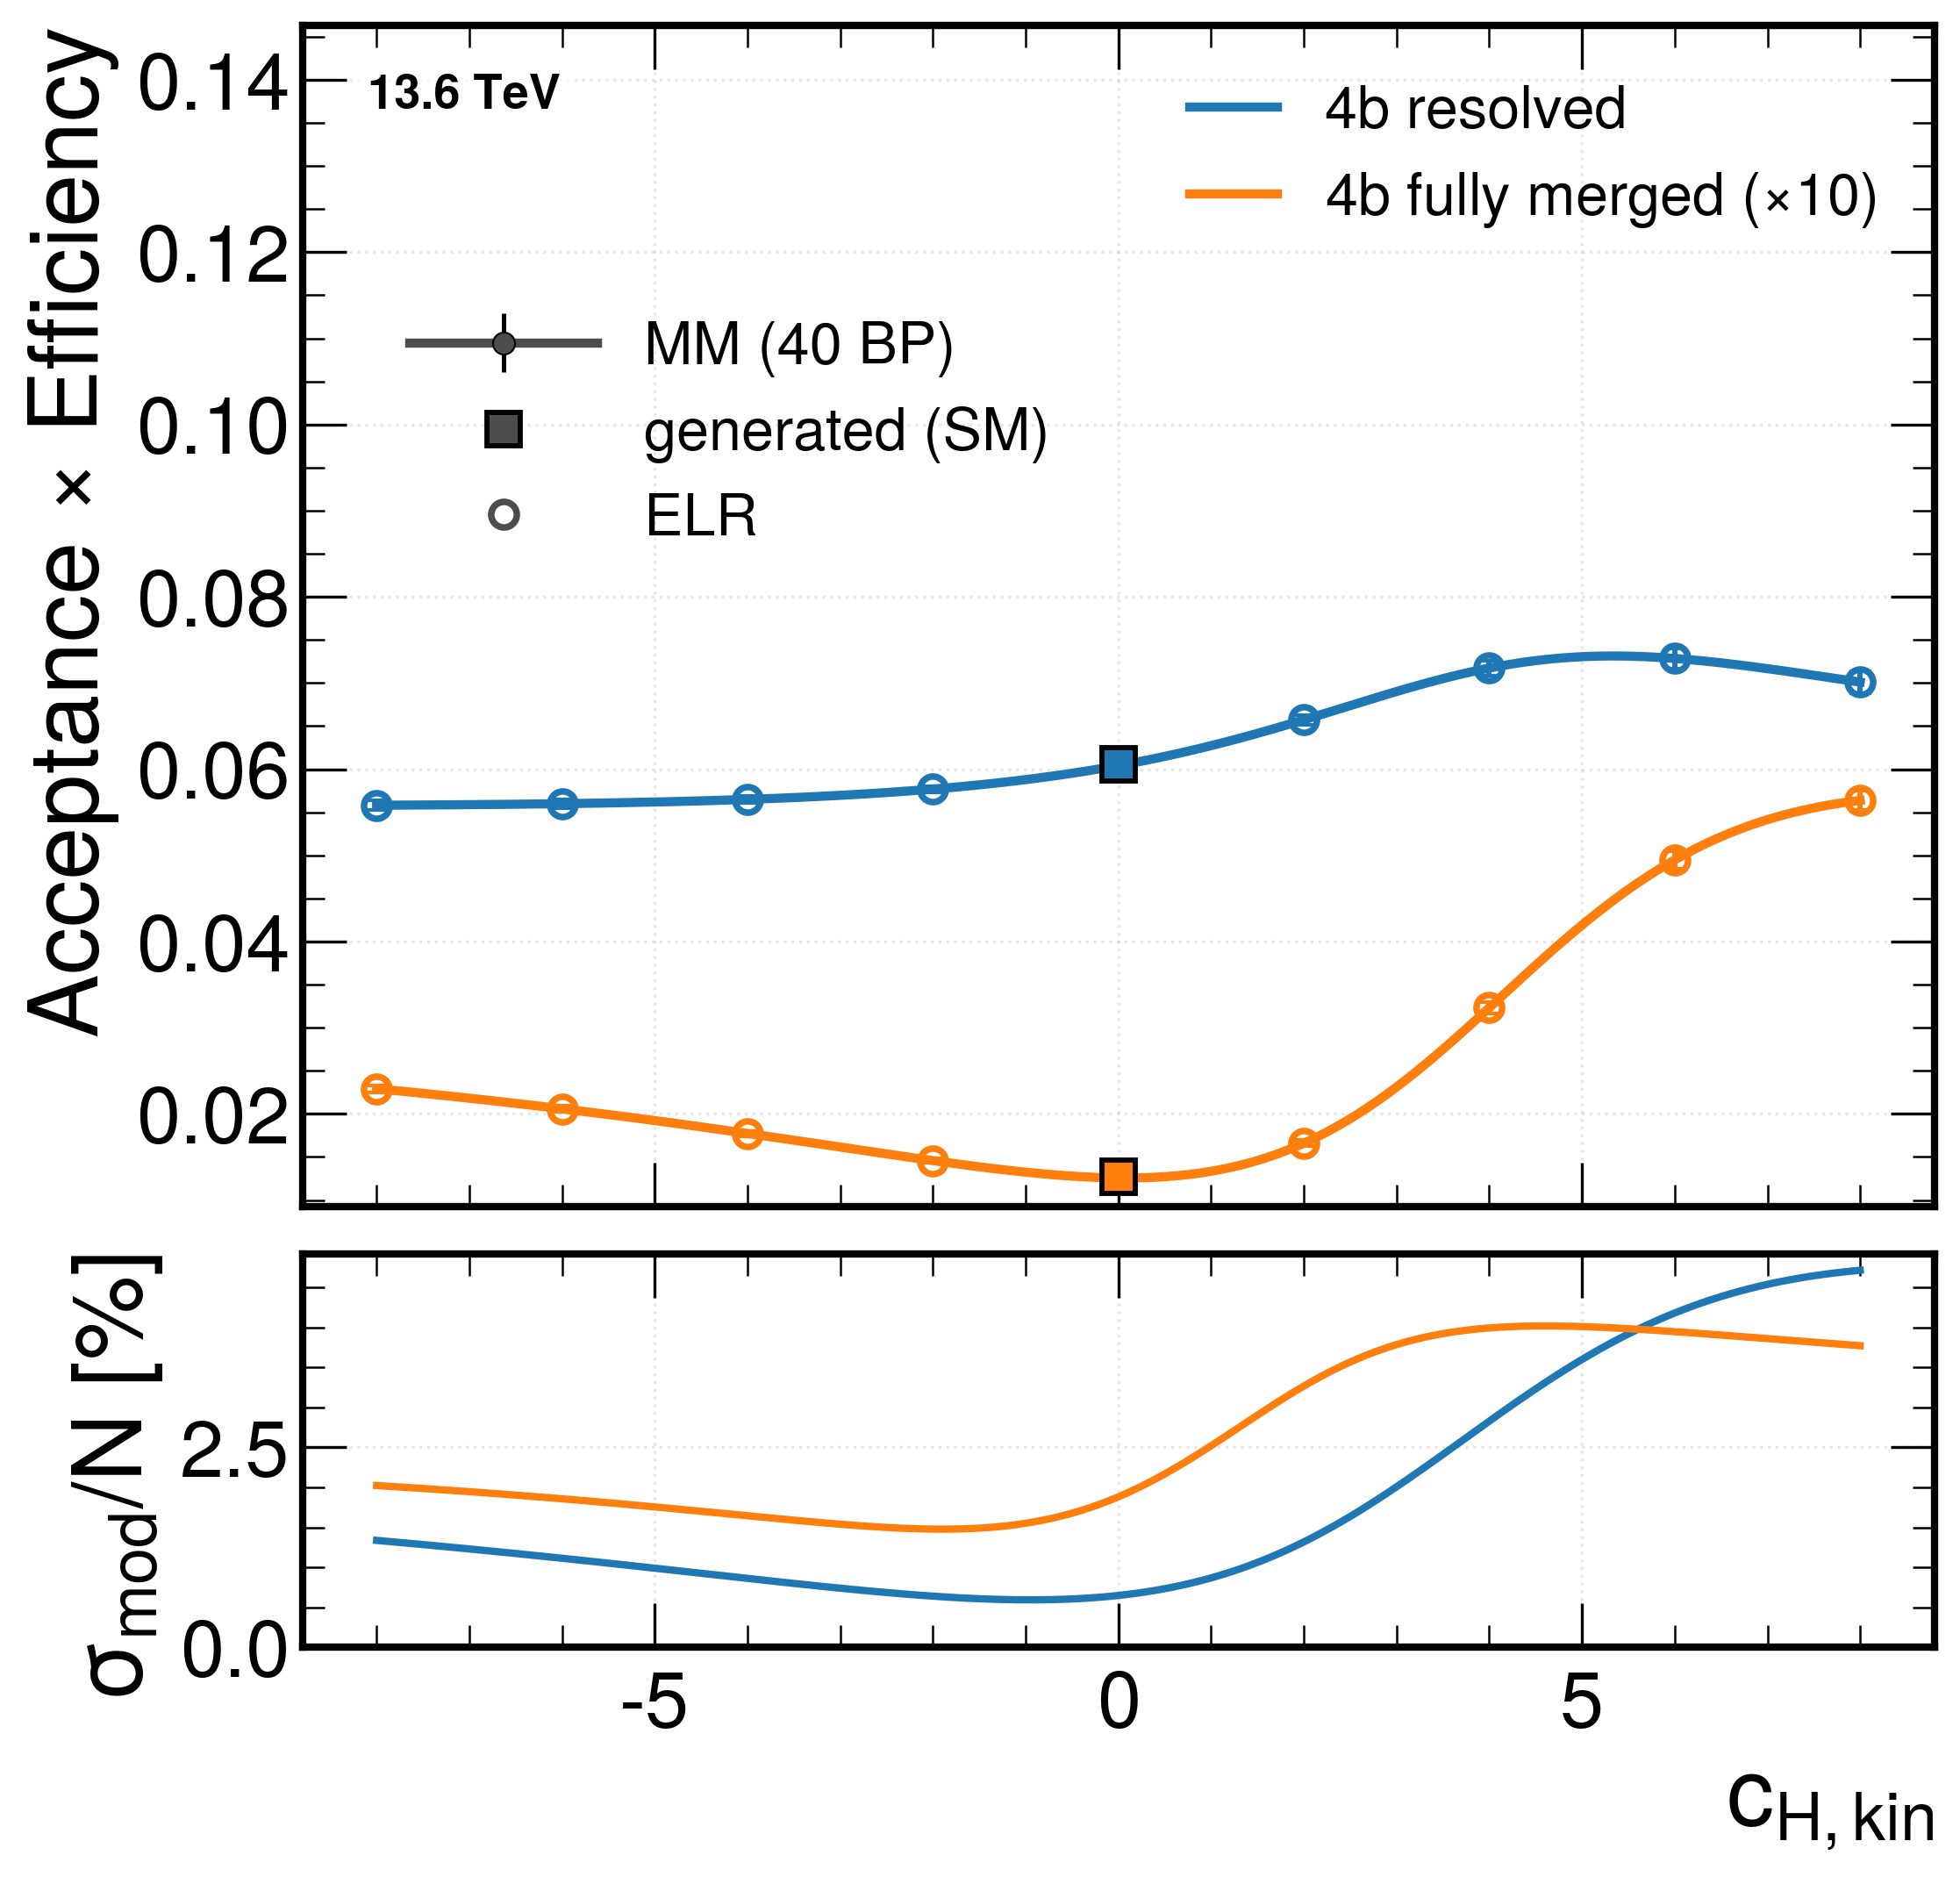 13.6 TeV
4b resolved
4b fully merged (×10)
MM (40 BP)
generated (SM)
ELR
Acceptance × Efficiency
0.14
0.12
0.10
0.08
0.06
0.04
0.02
σmod/N [%]
2.5
0.0
-5 0 5
cH, kin